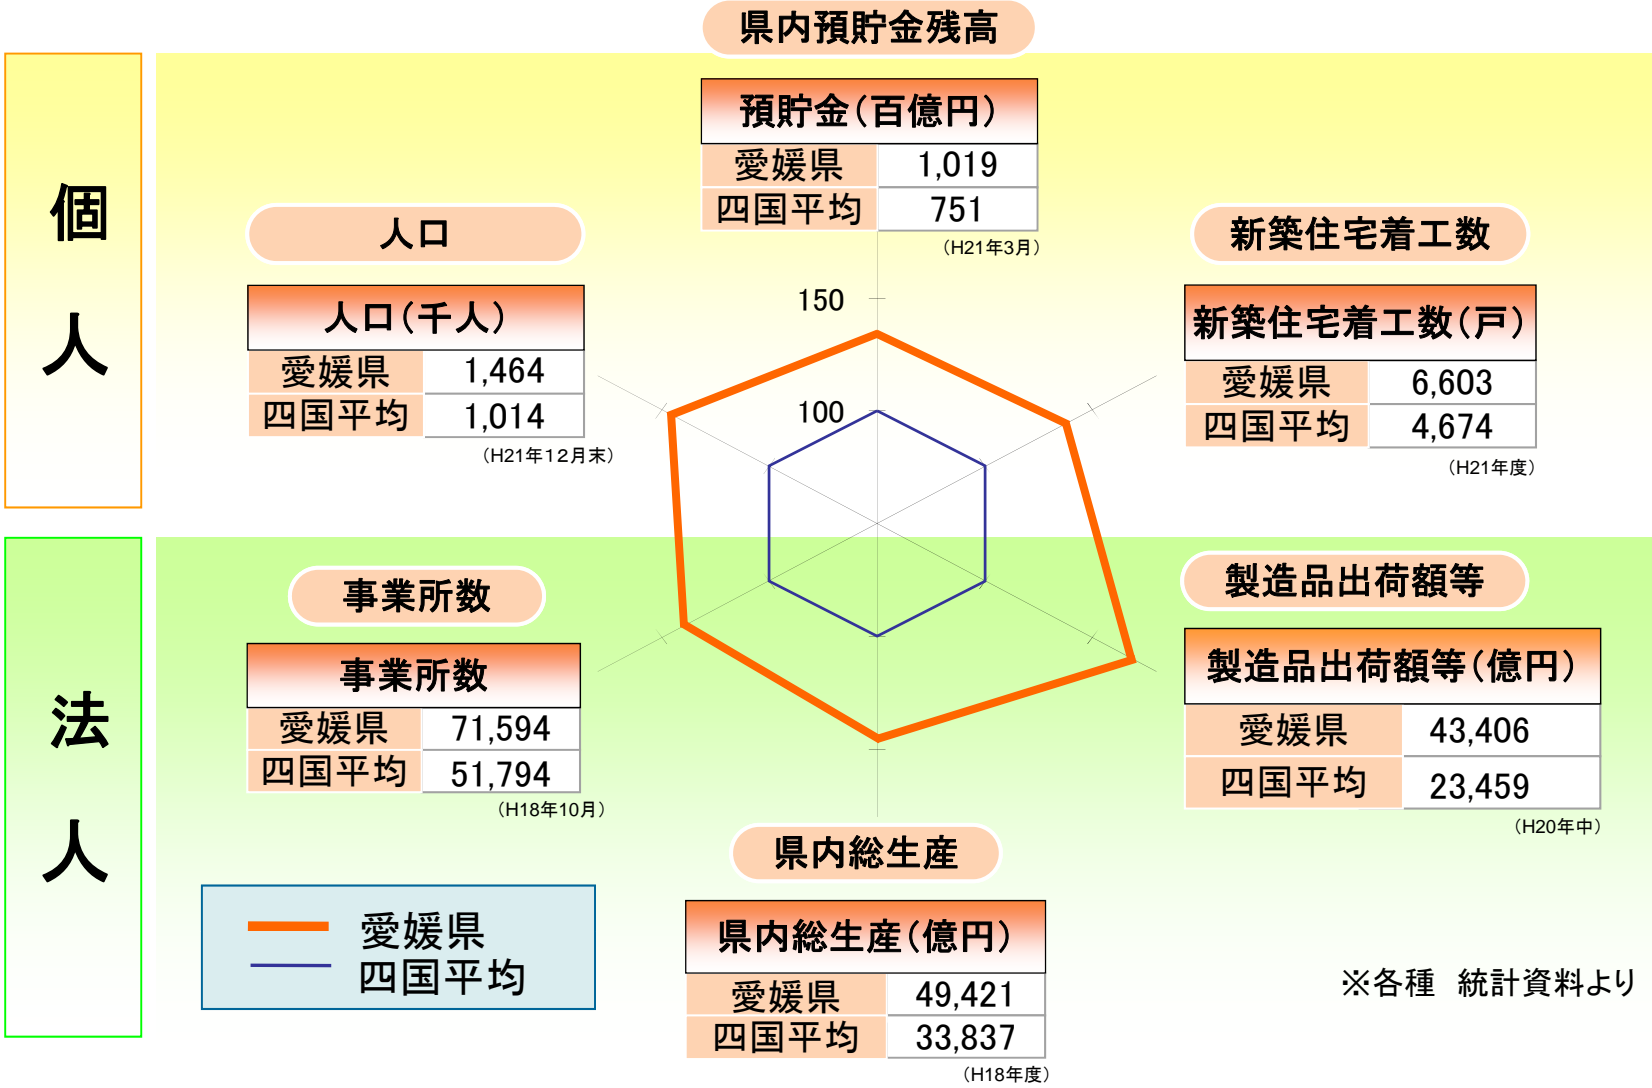 県内預貯金残高
預貯金（百億円）
愛媛県 1,019
四国平均 751
（H21年3月）
個人
人口
人口（千人）
愛媛県 1,464
四国平均 1,014
（H21年12月末）
新築住宅着工数
新築住宅着工数（戸）
愛媛県 6,603
四国平均 4,674
（H21年度）
150
100
法人
事業所数
事業所数
愛媛県 71,594
四国平均 51,794
（H18年10月）
製造品出荷額等
製造品出荷額等（億円）
愛媛県 43,406
四国平均 23,459
（H20年中）
県内総生産
県内総生産（億円）
愛媛県 49,421
四国平均 33,837
（H18年度）
愛媛県
四国平均
※各種　統計資料より